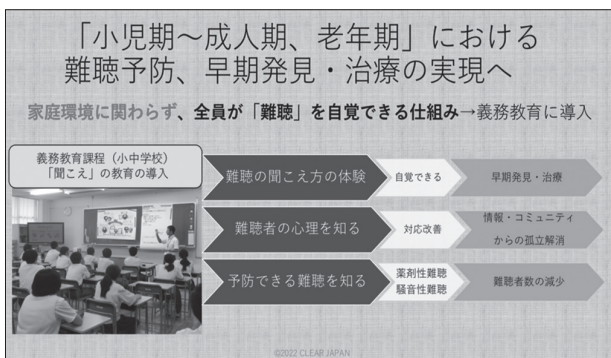 「小児期～成人期、老年期」における
難聴予防、早期発見・治療の実現へ
家庭環境に関わらず、全員が「難聴」を自覚できる仕組み→義務教育に導入
義務教育課程（小中学校）
「聞こえ」の教育の導入
難聴の聞こえ方の体験
自覚できる
早期発見・治療
難聴者の心理を知る
対応改善
情報・コミュニティ
からの孤立解消
予防できる難聴を知る
薬剤性難聴
騒音性難聴
難聴者数の減少
©2022 CLEAR JAPAN